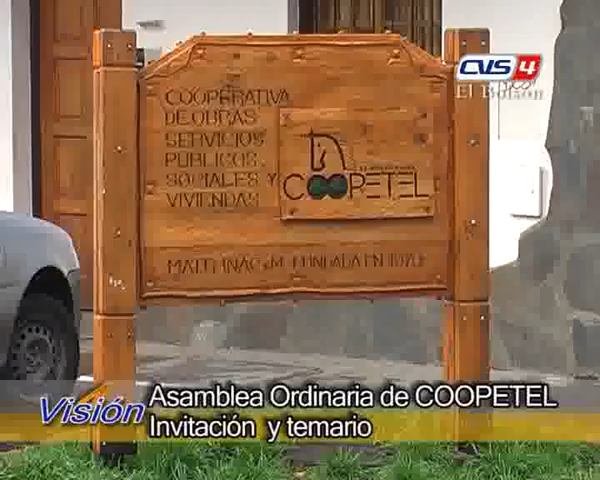 CVS 4
El Bolsón
COOPERATIVA
DE OBRAS
SERVICIOS
PUBLICOS
SOCIALES Y
VIVIENDAS
COOPETEL
Visión
Asamblea Ordinaria de COOPETEL
Invitación y temario